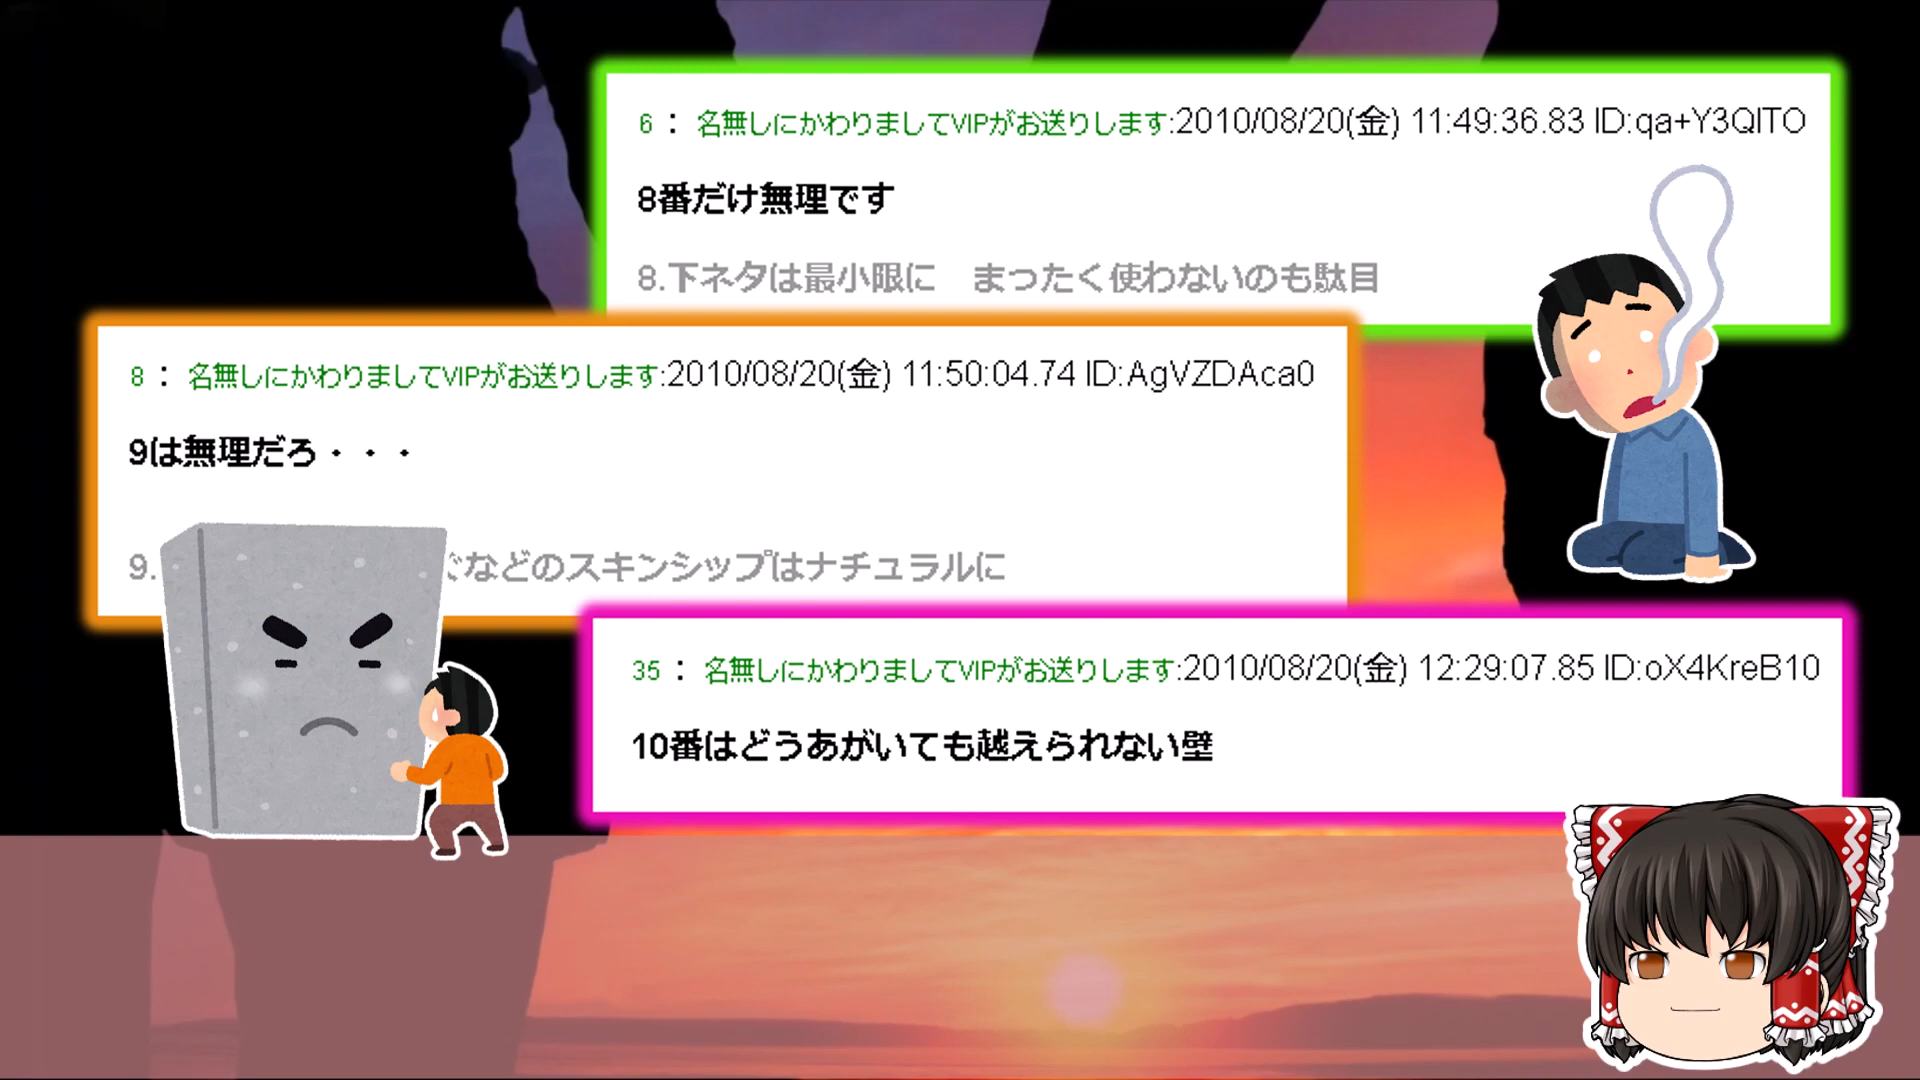 6 : 名無しにかわりましてVIPがお送りします:2010/08/20(金) 11:49:36.83 ID:qa+Y3QlTO
8番だけ無理です
8.下ネタは最小眼に　まったく使わないのも駄目
8 : 名無しにかわりましてVIPがお送りします:2010/08/20(金) 11:50:04.74 ID:AgVZDAca0
9は無理だろ・・・
9. などのスキンシップはナチュラルに
35 : 名無しにかわりましてVIPがお送りします:2010/08/20(金) 12:29:07.85 ID:oX4KreB10
10番はどうあがいても越えられない壁